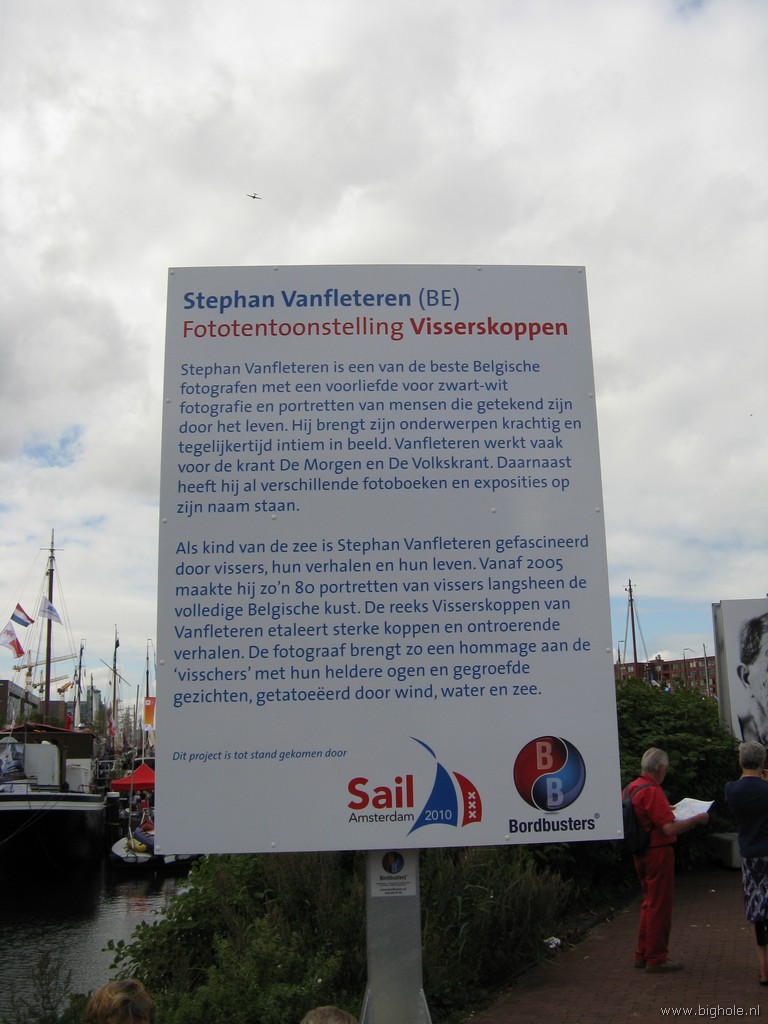 Stephan Vanfleteren (BE)
Fototentoonstelling Visserskoppen
Stephan Vanfleteren is een van de beste Belgische
fotografen met een voorliefde voor zwart-wit
fotografie en portretten van mensen die getekend zijn
door het leven. Hij brengt zijn onderwerpen krachtig en
tegelijkertijd intiem in beeld. Vanfleteren werkt vaak
voor de krant De Morgen en De Volkskrant. Daarnaast
heeft hij al verschillende fotoboeken en exposities op
zijn naam staan.
Als kind van de zee is Stephan Vanfleteren gefascineerd
door vissers, hun verhalen en hun leven. Vanaf 2005
maakte hij zo'n 80 portretten van vissers langsheen de
volledige Belgische kust. De reeks Visserskoppen van
Vanfleteren etaleert sterke koppen en ontroerende
verhalen. De fotograaf brengt zo een hommage aan de
‘visschers’ met hun heldere ogen en gegroefde
gezichten, getatoeëerd door wind, water en zee.
Dit project is tot stand gekomen door
Sail
Amsterdam 2010
XXX
B
B
Bordbusters®
Bordbusters
www.bighole.nl